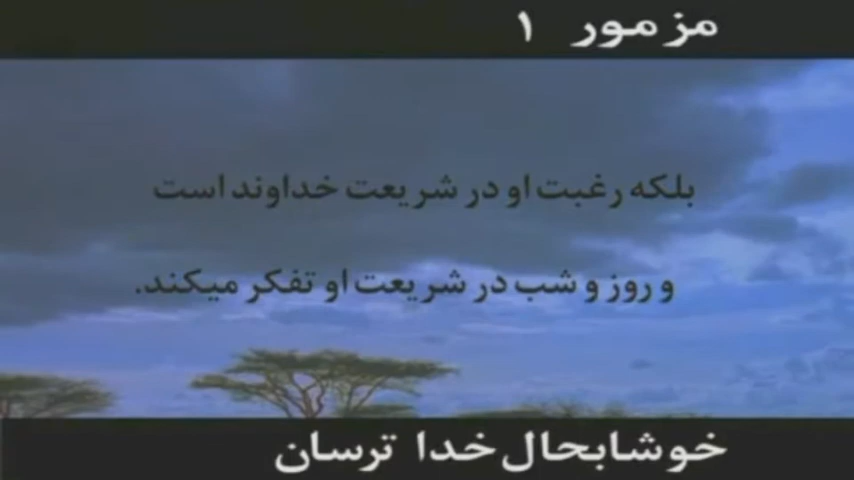 مزمور ۱
بلکه رغبت او در شریعت خداوند است
و روز و شب در شریعت او تفکر میکند.
خوشابحال خدا ترسان